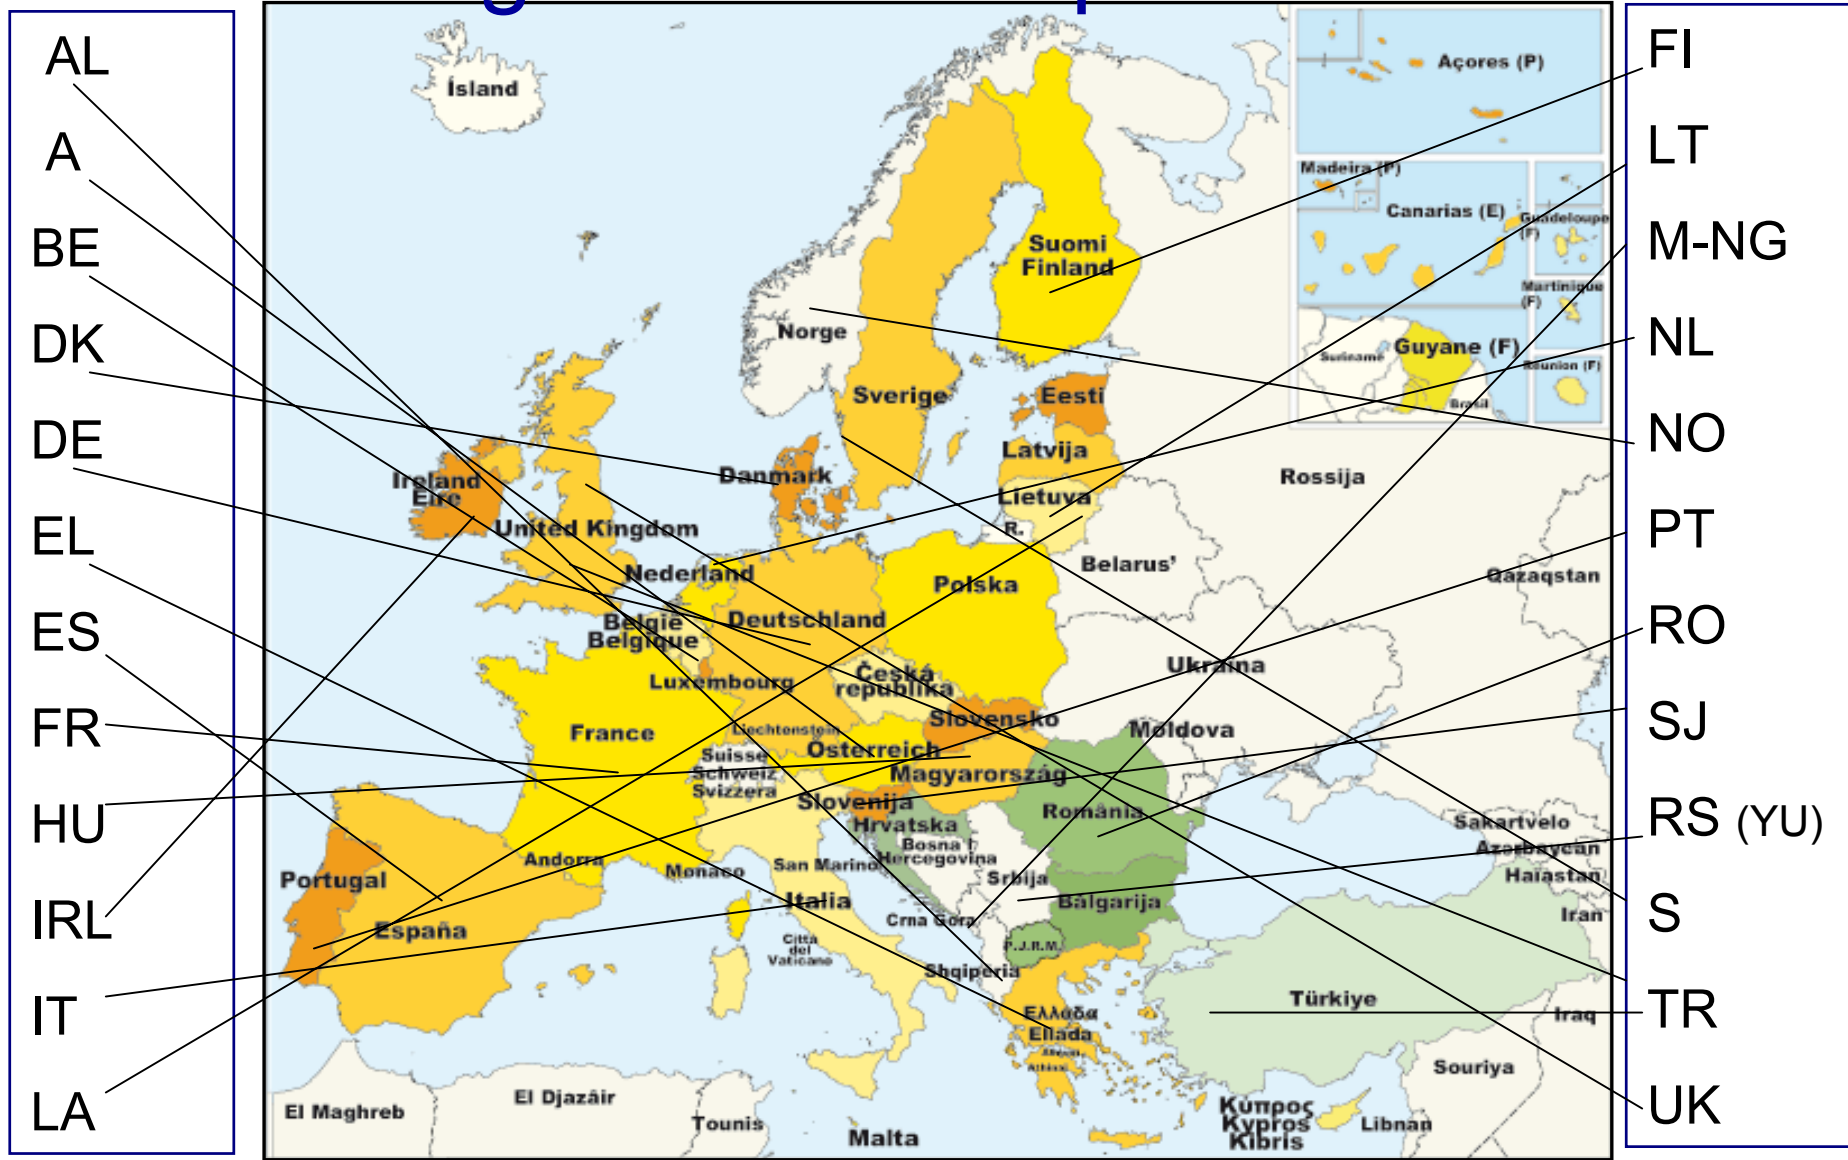 AL
A
BE
DK
DE
EL
ES
FR
HU
IRL
IT
LA
Ísland
Norge
Suomi
Finland
Sverige
Eesti
Latvija
Lietuva
R.
Danmark
Ireland
Éire
United Kingdom
Nederland
België
Belgique
Luxembourg
Deutschland
Polska
Belarus'
Rossija
Qazaqstan
Česká
republika
Ukraïna
Slovensko
Moldova
France
Liechtenstein
Suisse
Schweiz
Svizzera
Österreich
Magyarország
Slovenija
Hrvatska
Bosna i
Hercegovina
România
Srbija
Bălgarija
Crna Gora
P.J.R.M.
Shqiperia
Andorra
Monaco
San Marino
Italia
Città
del
Vaticano
Portugal
España
Ελλάδα
Ellada
Sakartvelo
Azərbaycan
Haïastan
Iran
Türkiye
Iraq
Souriya
Κύπρος
Kypros
Kibris
Libnan
El Maghreb
El Djazâir
Tounis
Malta
Açores (P)
Madeira (P)
Canarias (E)
Guadeloupe
(F)
Martinique
(F)
Guyane (F)
Suriname
Brasil
Réunion (F)
FI
LT
M-NG
NL
NO
PT
RO
SJ
RS (YU)
S
TR
UK